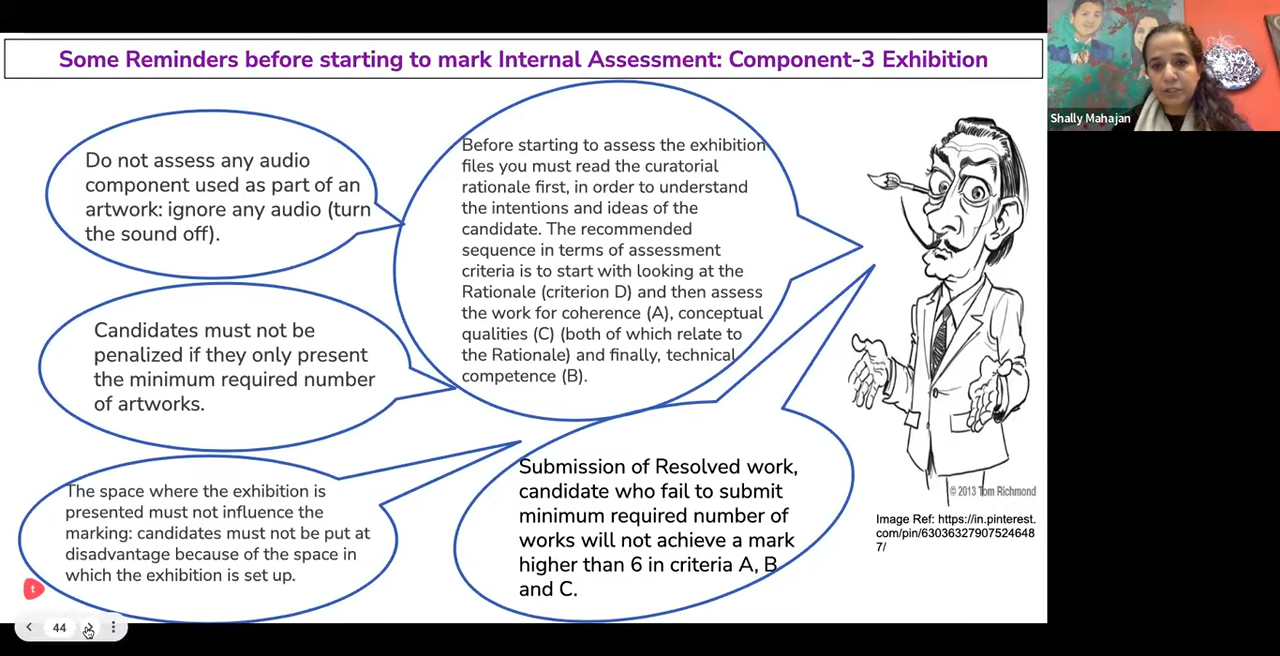 Some Reminders before starting to mark Internal Assessment: Component-3 Exhibition
Shally Mahajan
Do not assess any audio
component used as part of an
artwork: ignore any audio (turn
the sound off).
Before starting to assess the exhibition
files you must read the curatorial
rationale first, in order to understand
the intentions and ideas of the
candidate. The recommended
sequence in terms of assessment
criteria is to start with looking at the
Rationale (criterion D) and then assess
the work for coherence (A), conceptual
qualities (C) (both of which relate to
the Rationale) and finally, technical
competence (B).
Candidates must not be
penalized if they only present
the minimum required number
of artworks.
The space where the exhibition is
presented must not influence the
marking: candidates must not be put at
disadvantage because of the space in
which the exhibition is set up.
Submission of Resolved work,
candidate who fail to submit
minimum required number of
works will not achieve a mark
higher than 6 in criteria A, B
and C.
© 2013 Tom Richmond
Image Ref: https://in.pinterest.
com/pin/63036327907524648
7/
t
44